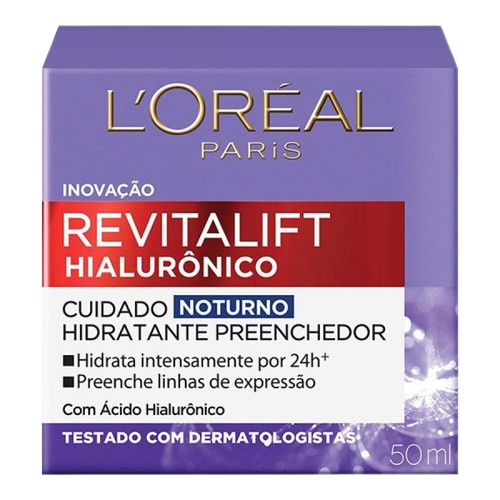 L'ORÉAL
PARiS
INOVAÇÃO
REVITALIFT
HIALURÔNICO
CUIDADO NOTURNO
HIDRATANTE PREENCHEDOR
■Hidrata intensamente por 24h+
■Preenche linhas de expressão
Com Ácido Hialurônico
TESTADO COM DERMATOLOGISTAS•
50ml